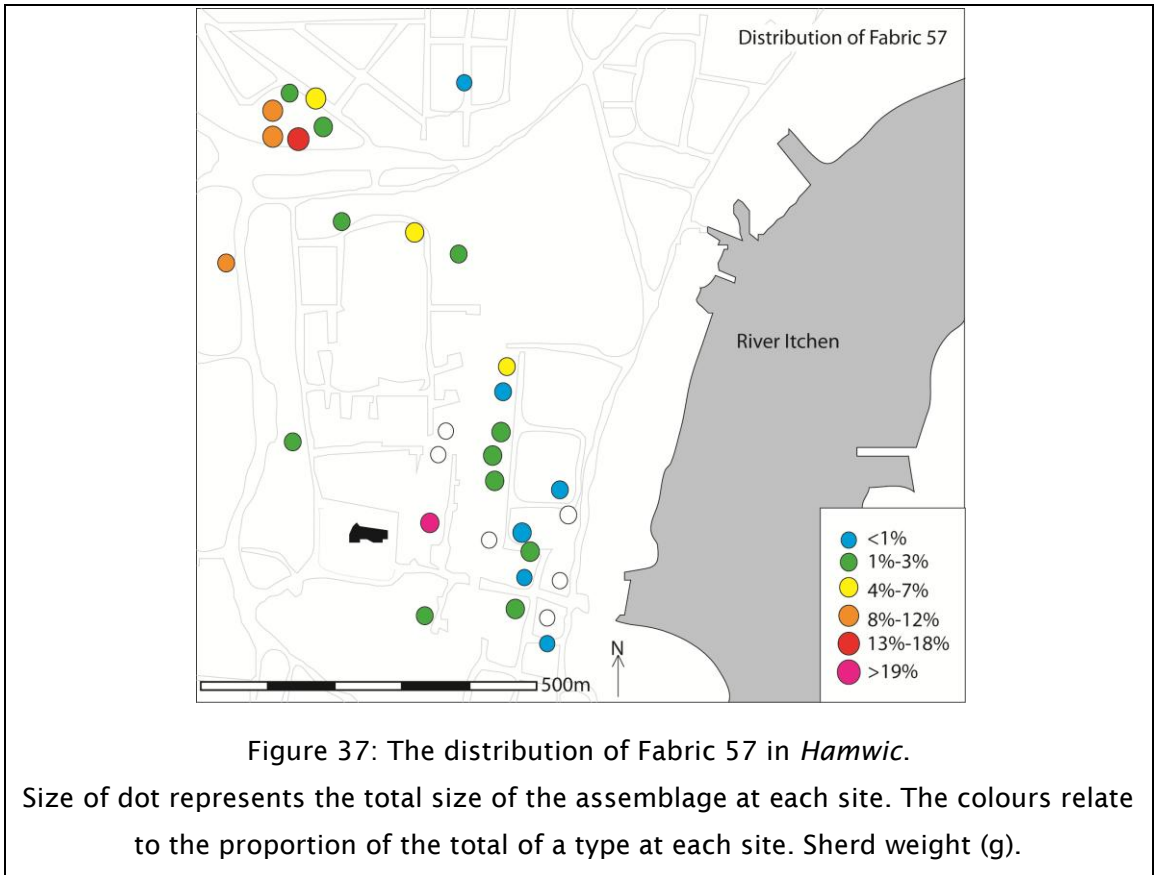 Distribution of Fabric 57
River Itchen
<1%
1%-3%
4%-7%
8%-12%
13%-18%
>19%
N
500m
Figure 37: The distribution of Fabric 57 in Hamwic.
Size of dot represents the total size of the assemblage at each site. The colours relate
to the proportion of the total of a type at each site. Sherd weight (g).